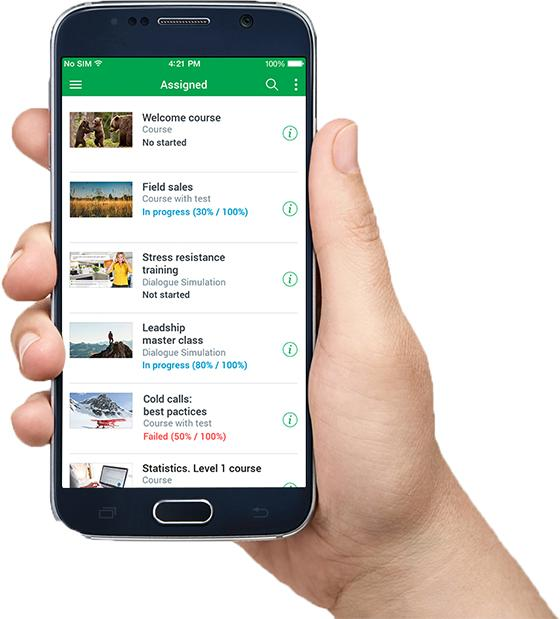 No SIM 4:21 PM 100%
Assigned
Welcome course
Course
No started
Field sales
Course with test
In progress (30% / 100%)
Stress resistance
training
Dialogue Simulation
Not started
Leadship
master class
Dialogue Simulation
In progress (80% / 100%)
Cold calls:
best pactices
Course with test
Failed (50% / 100%)
Statistics. Level 1 course
Course